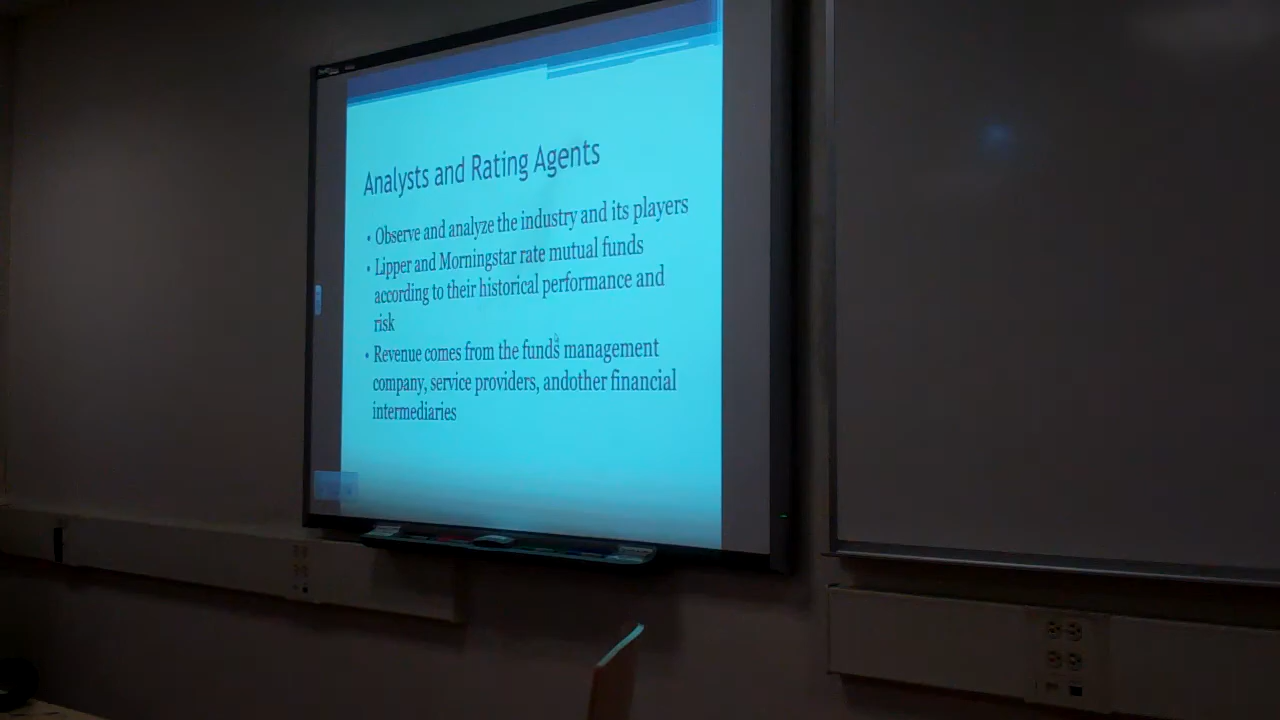 Analysts and Rating Agents
• Observe and analyze the industry and its players
• Lipper and Morningstar rate mutual funds
according to their historical performance and
risk
• Revenue comes from the funds management
company, service providers, andother financial
intermediaries